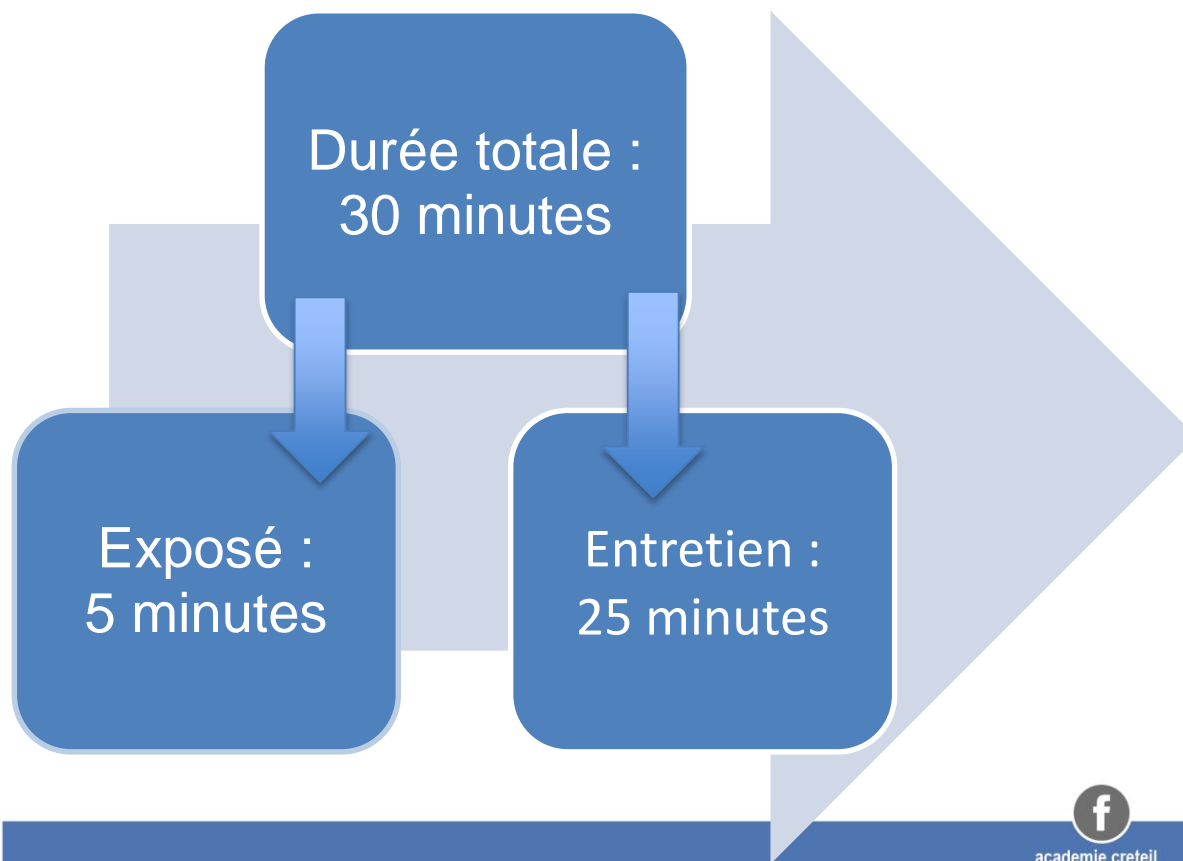 Durée totale :
30 minutes
Exposé :
5 minutes
Entretien :
25 minutes
f
academie creteil